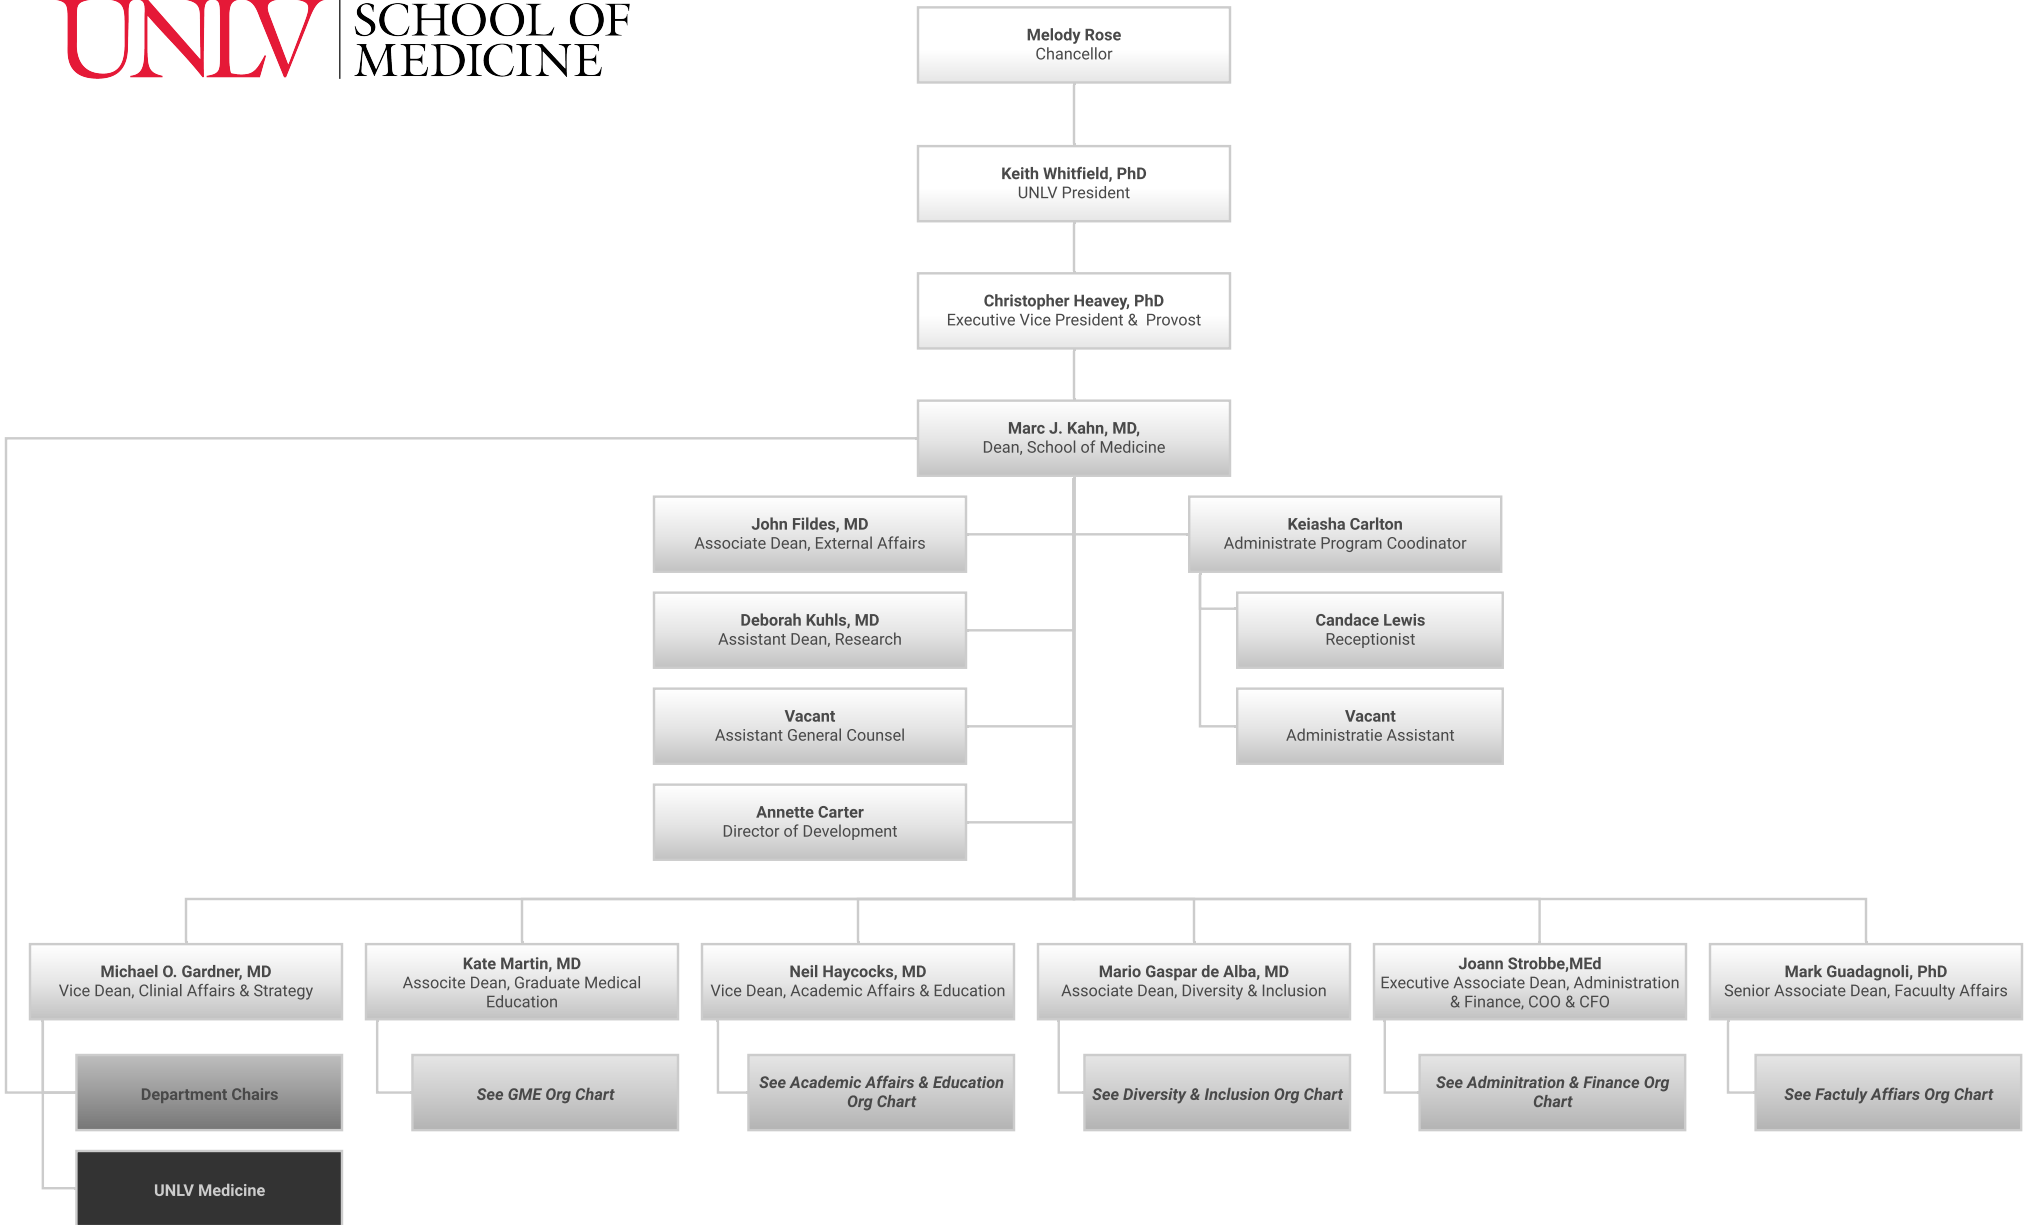 UNLV
SCHOOL OF
MEDICINE
Melody Rose
Chancellor
Keith Whitfield, PhD
UNLV President
Christopher Heavey, PhD
Executive Vice President &  Provost
Marc J. Kahn, MD,
Dean, School of Medicine
John Fildes, MD
Associate Dean, External Affairs
Keiasha Carlton
Administrate Program Coodinator
Deborah Kuhls, MD
Assistant Dean, Research
Candace Lewis
Receptionist
Vacant
Assistant General Counsel
Vacant
Administratie Assistant
Annette Carter
Director of Development
Michael O. Gardner, MD
Vice Dean, Clinial Affairs & Strategy
Kate Martin, MD
Associte Dean, Graduate Medical
Education
Neil Haycocks, MD
Vice Dean, Academic Affairs & Education
Mario Gaspar de Alba, MD
Associate Dean, Diversity & Inclusion
Joann Strobbe,MEd
Executive Associate Dean, Administration
& Finance, COO & CFO
Mark Guadagnoli, PhD
Senior Associate Dean, Facuulty Affairs
Department Chairs
See GME Org Chart
See Academic Affairs & Education
Org Chart
See Diversity & Inclusion Org Chart
See Adminitration & Finance Org
Chart
See Factuly Affiars Org Chart
UNLV Medicine